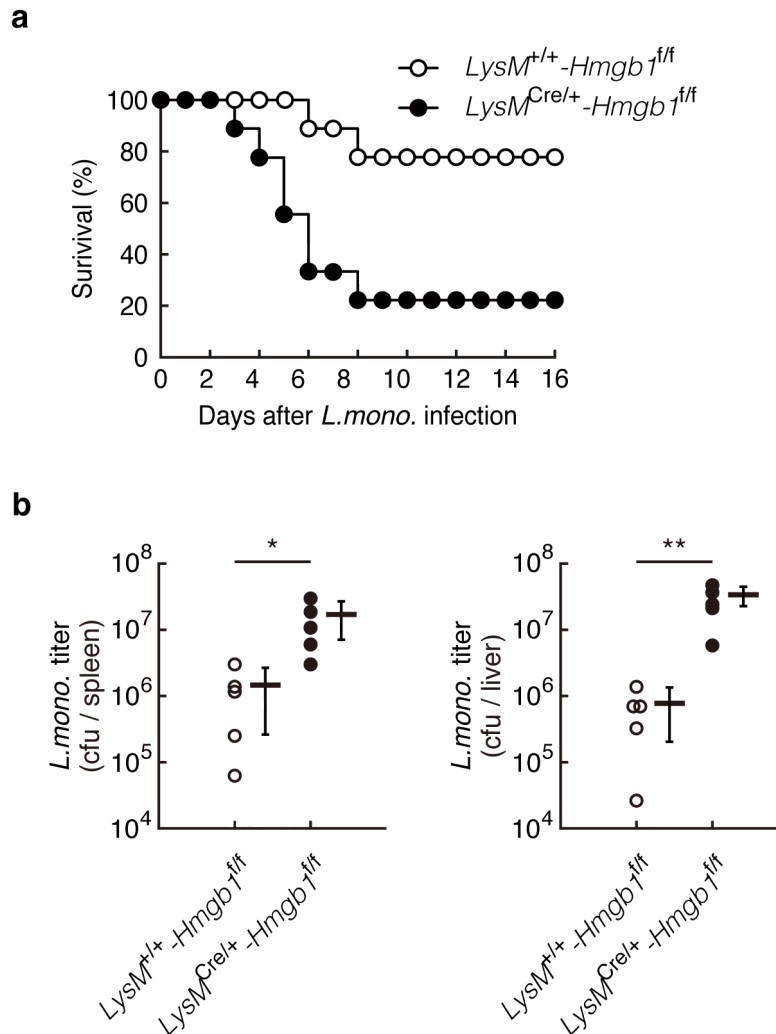 a
LysM+/+-Hmgb1f/f
LysMCre/+-Hmgb1f/f
Surivival (%)
100
80
60
40
20
0
0 2 4 6 8 10 12 14 16
Days after L.mono. infection
b
*
L.mono. titer
(cfu / spleen)
10^8
10^7
10^6
10^5
10^4
LysM+/+-Hmgb1f/f
LysMCre/+-Hmgb1f/f
**
L.mono. titer
(cfu / liver)
10^8
10^7
10^6
10^5
10^4
LysM+/+-Hmgb1f/f
LysMCre/+-Hmgb1f/f